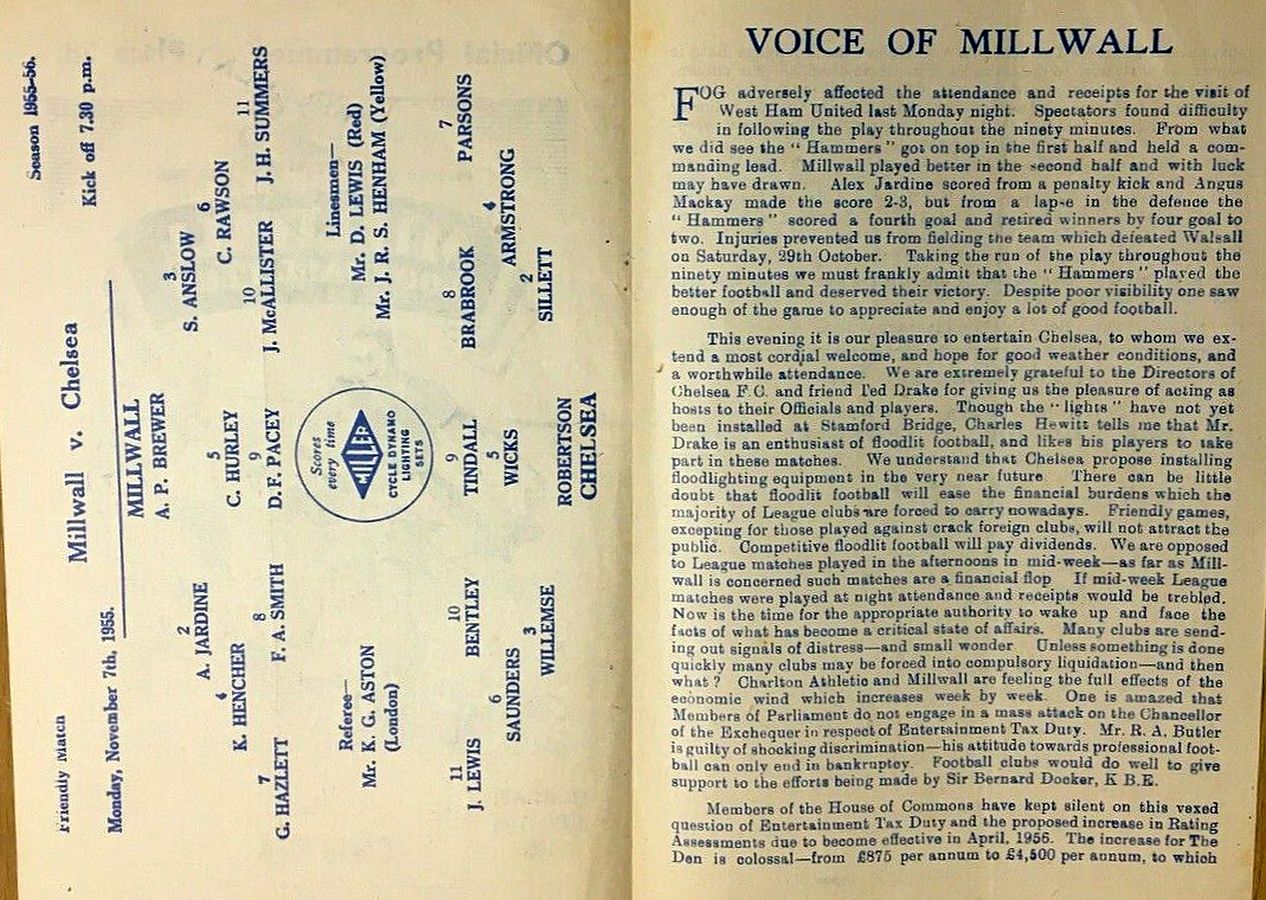 Friendly Match
Season 1955-56.
Millwall v. Chelsea
Monday, November 7th, 1955.
Kick off 7.30 p.m.
MILLWALL
A. P. BREWER
2 3
A. JARDINE S. ANSLOW
4 5 6
K. HENCHER C. HURLEY C. RAWSON
7 8 9 10 11
G. HAZLETT F. A. SMITH D. F. PACEY J. McALLISTER J. H. SUMMERS
Referee—
Mr. K. G. ASTON
(London)
Scores
every time
MILLER
CYCLE DYNAMO
LIGHTING
SETS
Linesmen—
Mr. D. LEWIS (Red)
Mr. J. R. S. HENHAM (Yellow)
11 10 9 8 7
J. LEWIS BENTLEY TINDALL BRABROOK PARSONS
6 5 4
SAUNDERS WICKS ARMSTRONG
3 2
WILLEMSE SILLETT
ROBERTSON
CHELSEA
VOICE OF MILLWALL
FOG adversely affected the attendance and receipts for the visit of
West Ham United last Monday night. Spectators found difficulty
in following the play throughout the ninety minutes. From what
we did see the "Hammers" got on top in the first half and held a com-
manding lead. Millwall played better in the second half and with luck
may have drawn. Alex Jardine scored from a penalty kick and Angus
Mackay made the score 2-3, but from a lapse in the defence the
"Hammers" scored a fourth goal and retired winners by four goal to
two. Injuries prevented us from fielding the team which defeated Walsall
on Saturday, 29th October. Taking the run of the play throughout the
ninety minutes we must frankly admit that the "Hammers" played the
better football and deserved their victory. Despite poor visibility one saw
enough of the game to appreciate and enjoy a lot of good football.
This evening it is our pleasure to entertain Chelsea, to whom we ex-
tend a most cordial welcome, and hope for good weather conditions, and
a worthwhile attendance. We are extremely grateful to the Directors of
Chelsea F.C. and friend Ted Drake for giving us the pleasure of acting as
hosts to their Officials and players. Though the "lights" have not yet
been installed at Stamford Bridge, Charles Hewitt tells me that Mr.
Drake is an enthusiast of floodlit football, and likes his players to take
part in these matches. We understand that Chelsea propose installing
floodlighting equipment in the very near future There can be little
doubt that floodlit football will ease the financial burdens which the
majority of League clubs are forced to carry nowadays. Friendly games,
excepting for those played against crack foreign clubs, will not attract the
public. Competitive floodlit football will pay dividends. We are opposed
to League matches played in the afternoons in mid-week—as far as Mill-
wall is concerned such matches are a financial flop If mid-week League
matches were played at night attendance and receipts would be trebled.
Now is the time for the appropriate authority to wake up and face the
facts of what has become a critical state of affairs. Many clubs are send-
ing out signals of distress—and small wonder Unless something is done
quickly many clubs may be forced into compulsory liquidation—and then
what? Charlton Athletic and Millwall are feeling the full effects of the
economic wind which increases week by week. One is amazed that
Members of Parliament do not engage in a mass attack on the Chancellor
of the Exchequer in respect of Entertainment Tax Duty. Mr. R. A. Butler
is guilty of shocking discrimination—his attitude towards professional foot-
ball can only end in bankruptcy. Football clubs would do well to give
support to the efforts being made by Sir Bernard Docker, K B.E.
Members of the House of Commons have kept silent on this vexed
question of Entertainment Tax Duty and the proposed increase in Rating
Assessments due to become effective in April, 1956. The increase for The
Den is colossal—from £875 per annum to £4,500 per annum, to which